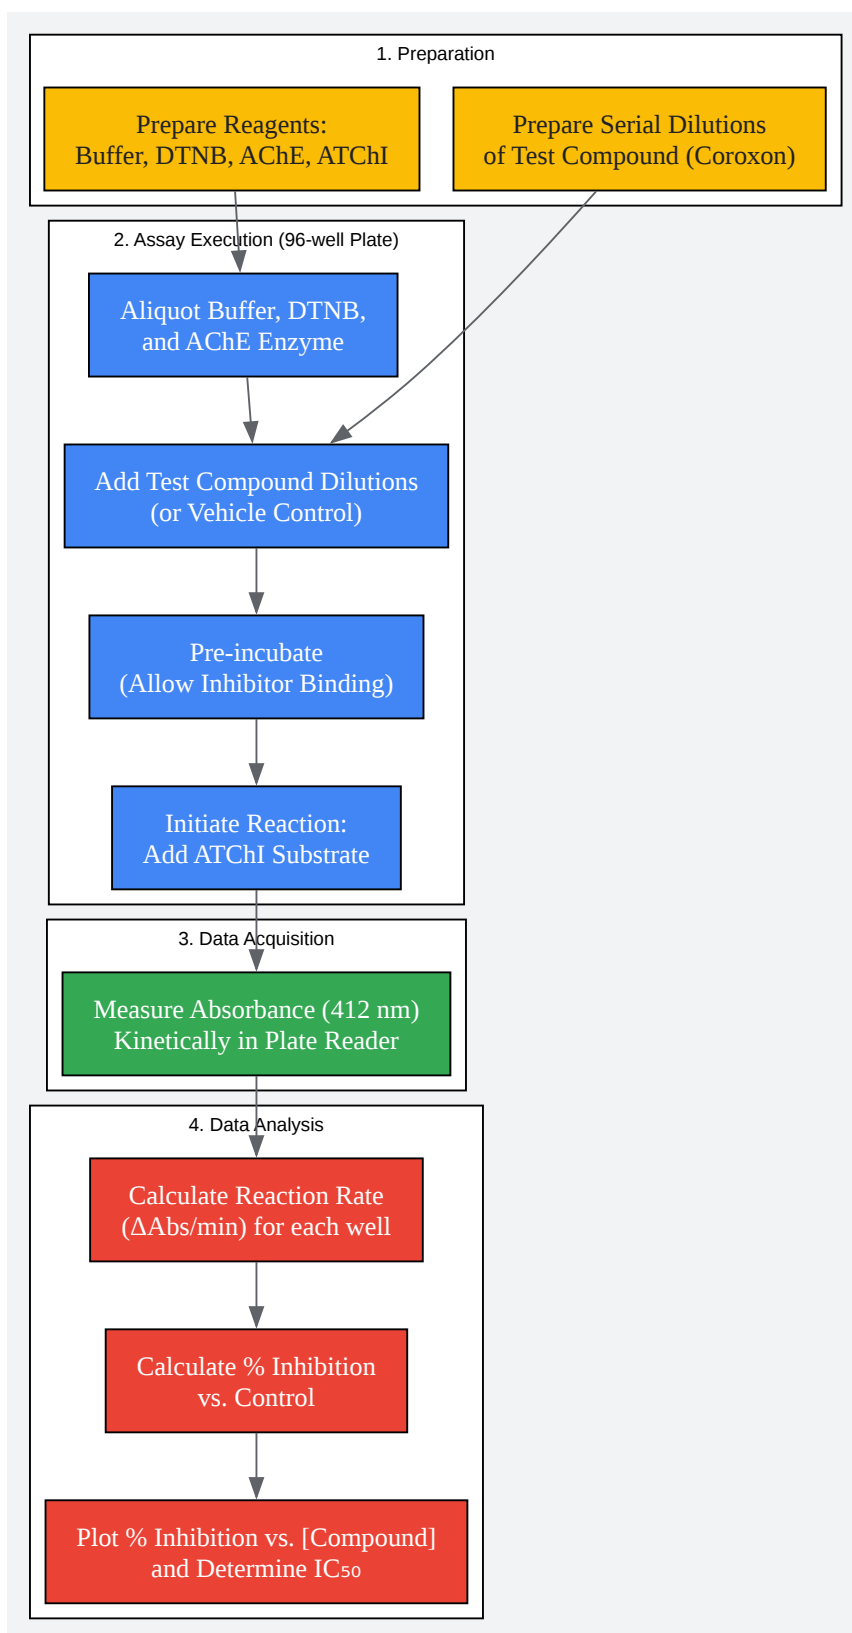 1. Preparation
Prepare Reagents:
Buffer, DTNB, AChE, ATChI
Prepare Serial Dilutions
of Test Compound (Coroxon)
2. Assay Execution (96-well Plate)
Aliquot Buffer, DTNB,
and AChE Enzyme
Add Test Compound Dilutions
(or Vehicle Control)
Pre-incubate
(Allow Inhibitor Binding)
Initiate Reaction:
Add ATChI Substrate
3. Data Acquisition
Measure Absorbance (412 nm)
Kinetically in Plate Reader
4. Data Analysis
Calculate Reaction Rate
(ΔAbs/min) for each well
Calculate % Inhibition
vs. Control
Plot % Inhibition vs. [Compound]
and Determine IC₅₀